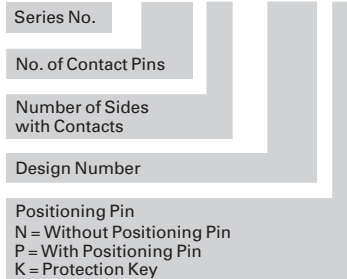 Series No.
No. of Contact Pins
Number of Sides
with Contacts
Design Number
Positioning Pin
N = Without Positioning Pin
P = With Positioning Pin
K = Protection Key